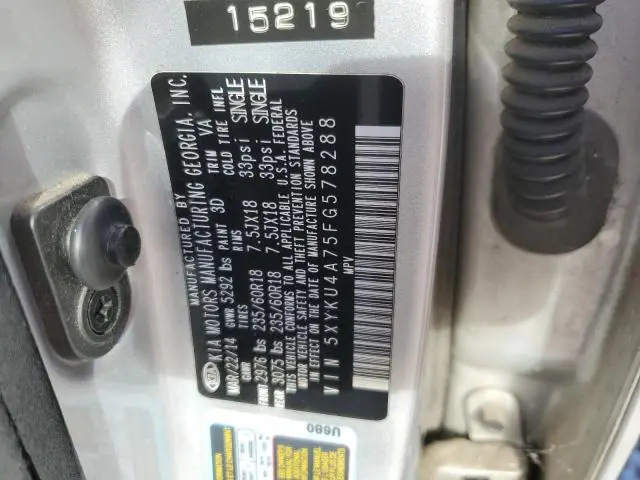 15219
MANUFACTURED BY
KIA KIA MOTORS MANUFACTURING GEORGIA, INC.
MAR/22/14 GVWR 5292 lbs PAINT 3D TRIM VA
GAWR TIRES RIMS COLD TIRE INFL
FRNT 2976 lbs 235/60R18 7.5JX18 33psi SINGLE
REAR 3075 lbs 235/60R18 7.5JX18 33psi SINGLE
THIS VEHICLE CONFORMS TO ALL APPLICABLE U.S.A. FEDERAL
MOTOR VEHICLE SAFETY AND THEFT PREVENTION STANDARDS
IN EFFECT ON THE DATE OF MANUFACTURE SHOWN ABOVE
VIN 5XYKU4A75FG578288
MPV
U680